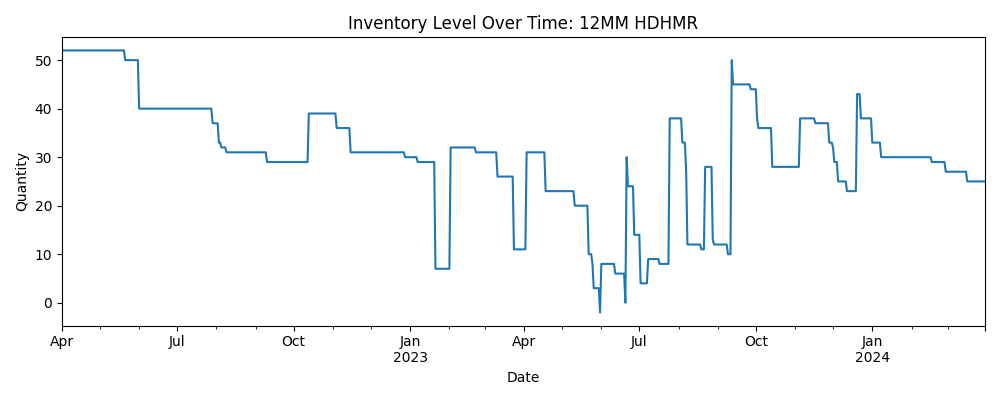 Inventory Level Over Time: 12MM HDHMR
Quantity
50
40
30
20
10
0
Apr
Jul
Oct
Jan
2023
Apr
Jul
Oct
Jan
2024
Date